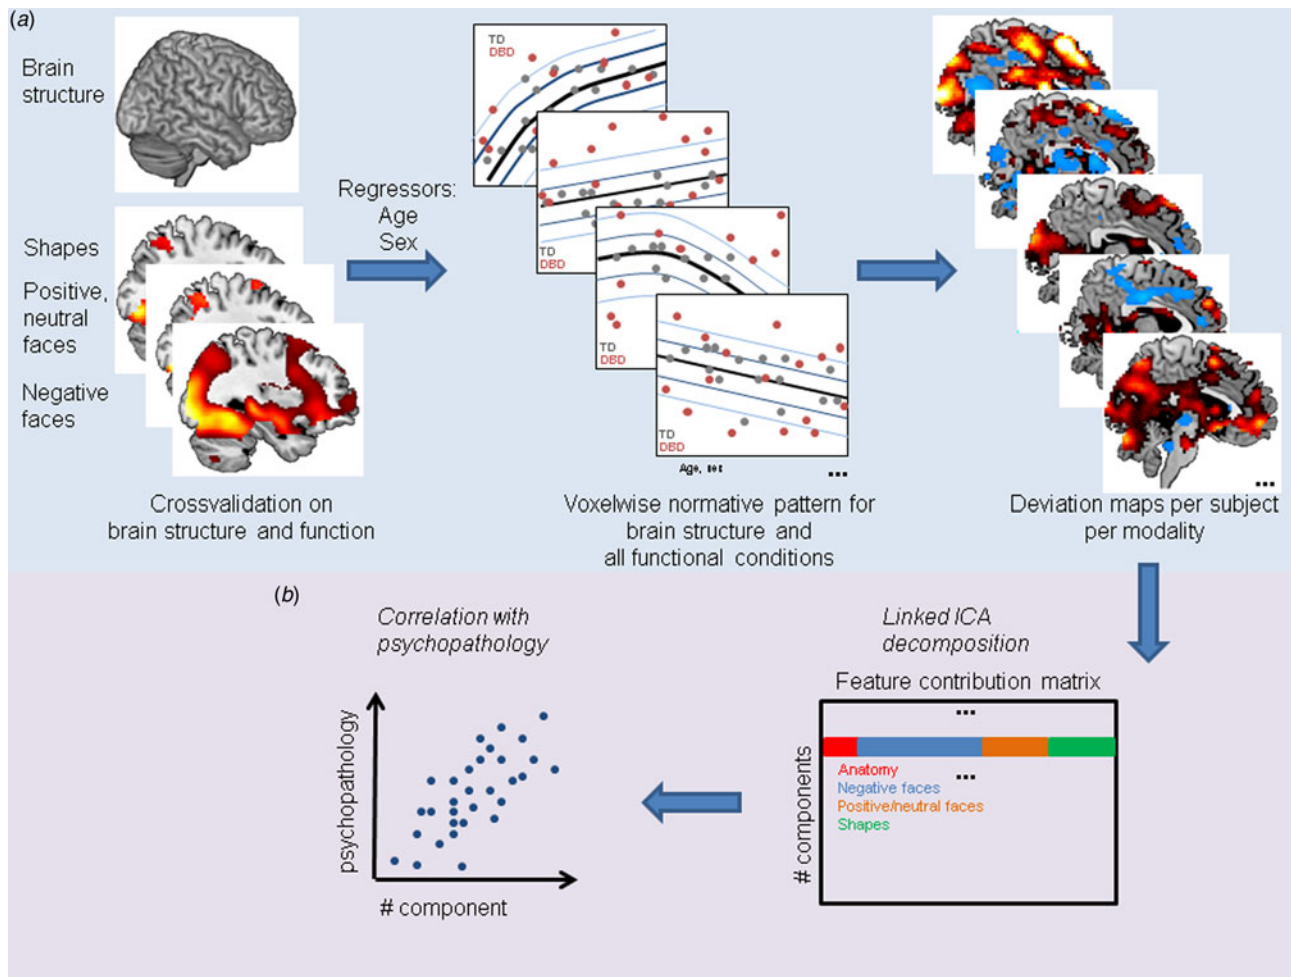 (a)
Brain
structure
Shapes
Positive,
neutral
faces
Negative
faces
Crossvalidation on
brain structure and function
Regressors:
Age
Sex
TD
DBD
TD
DBD
TD
DBD
TD
DBD
Age, sex
...
Voxelwise normative pattern for
brain structure and
all functional conditions
...
Deviation maps per subject
per modality
(b)
Correlation with
psychopathology
psychopathology
# component
Linked ICA
decomposition
Feature contribution matrix
...
# components
Anatomy
...
Negative faces
Positive/neutral faces
Shapes